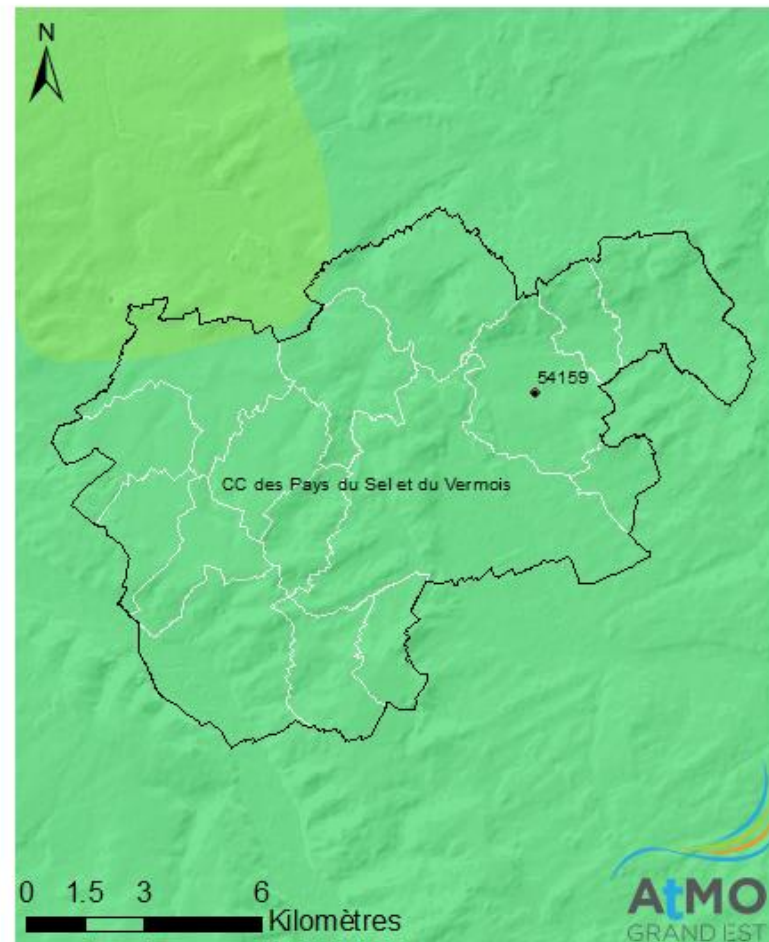 N
54159
CC des Pays du Sel et du Vermois
0 1.5 3 6
Kilomètres
AtMO
GRAND EST